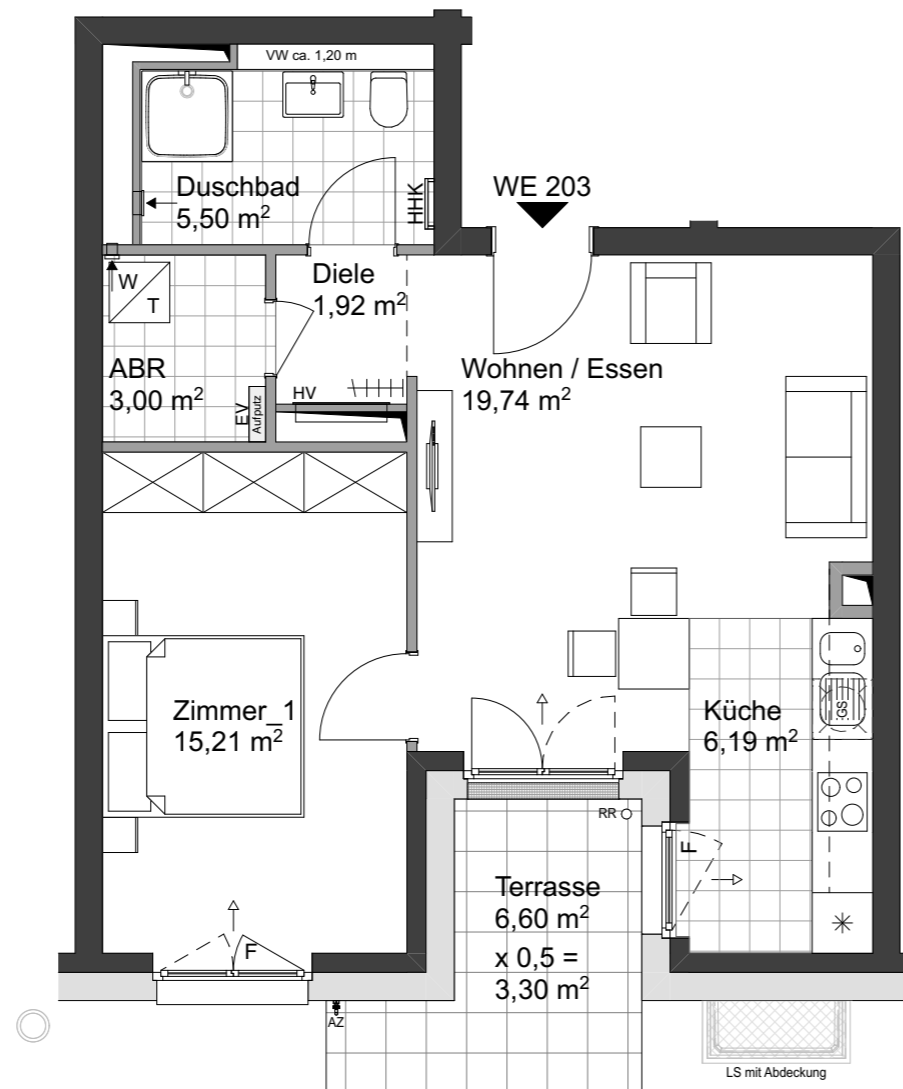 VW ca. 1,20 m
Duschbad
5,50 m²
HHK
WE 203
W
T
Diele
1,92 m²
ABR
3,00 m²
EV
Aufputz
HV
Wohnen / Essen
19,74 m²
Zimmer_1
15,21 m²
Küche
6,19 m²
GS
RR
F
Terrasse
6,60 m²
x 0,5 =
3,30 m²
F
AZ
LS mit Abdeckung